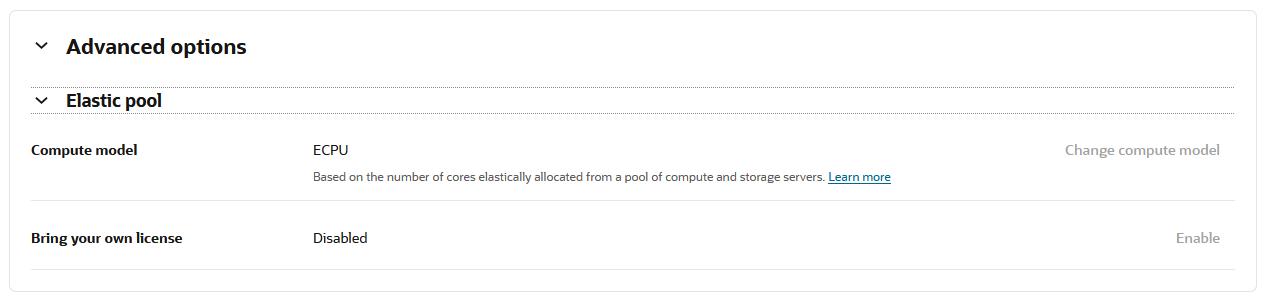 Advanced options
Elastic pool
Compute model ECPU Change compute model
Based on the number of cores elastically allocated from a pool of compute and storage servers. Learn more
Bring your own license Disabled Enable